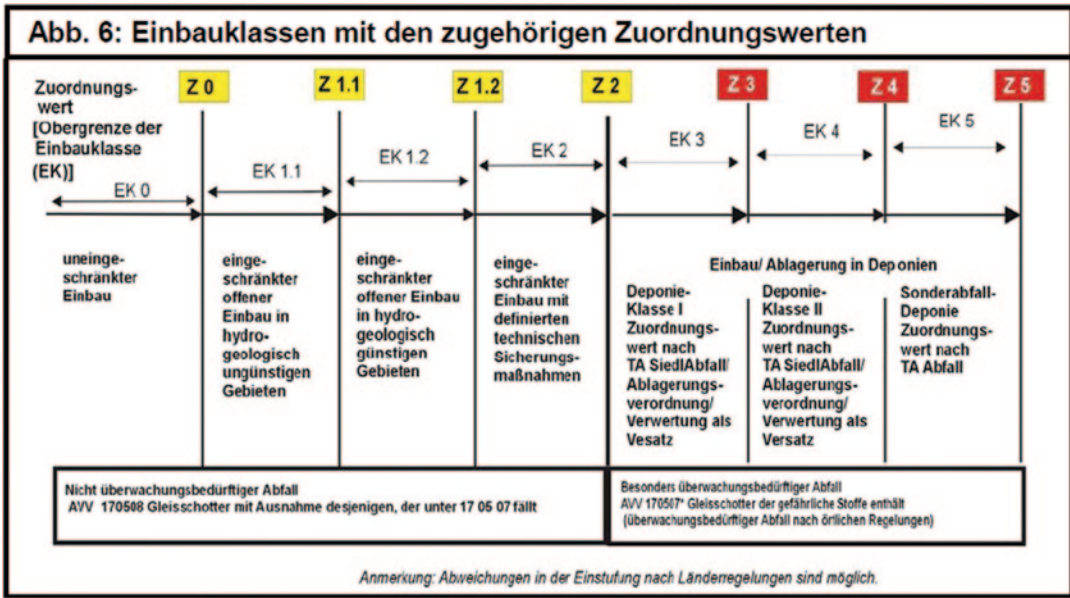 Abb. 6: Einbauklassen mit den zugehörigen Zuordnungswerten
Zuordnungs-
wert
[Obergrenze der
Einbauklasse
(EK)]
Z 0
Z 1.1
Z 1.2
Z 2
Z 3
Z 4
Z 5
EK 0
EK 1.1
EK 1.2
EK 2
EK 3
EK 4
EK 5
uneinge-
schränkter
Einbau
einge-
schränkter
offener
Einbau in
hydro-
geologisch
ungünstigen
Gebieten
einge-
schränkter
offener Einbau
in hydro-
geologisch
günstigen
Gebieten
einge-
schränkter
Einbau mit
definierten
technischen
Sicherungs-
maßnahmen
Einbau/ Ablagerung in Deponien
Deponie-
Klasse I
Zuordnungs-
wert nach
TA SiedlAbfall/
Ablagerungs-
verordnung/
Verwertung als
Vesatz
Deponie-
Klasse II
Zuordnungs-
wert nach
TA SiedlAbfall/
Ablagerungs-
verordnung/
Verwertung als
Versatz
Sonderabfall-
Deponie
Zuordnungs-
wert nach
TA Abfall
Nicht überwachungsbedürftiger Abfall
AVV 170508 Gleisschotter mit Ausnahme desjenigen, der unter 17 05 07 fällt
Besonders überwachungsbedürftiger Abfall
AVV 170507* Gleisschotter der gefährliche Stoffe enthält
(überwachungsbedürftiger Abfall nach örtlichen Regelungen)
Anmerkung: Abweichungen in der Einstufung nach Länderregelungen sind möglich.